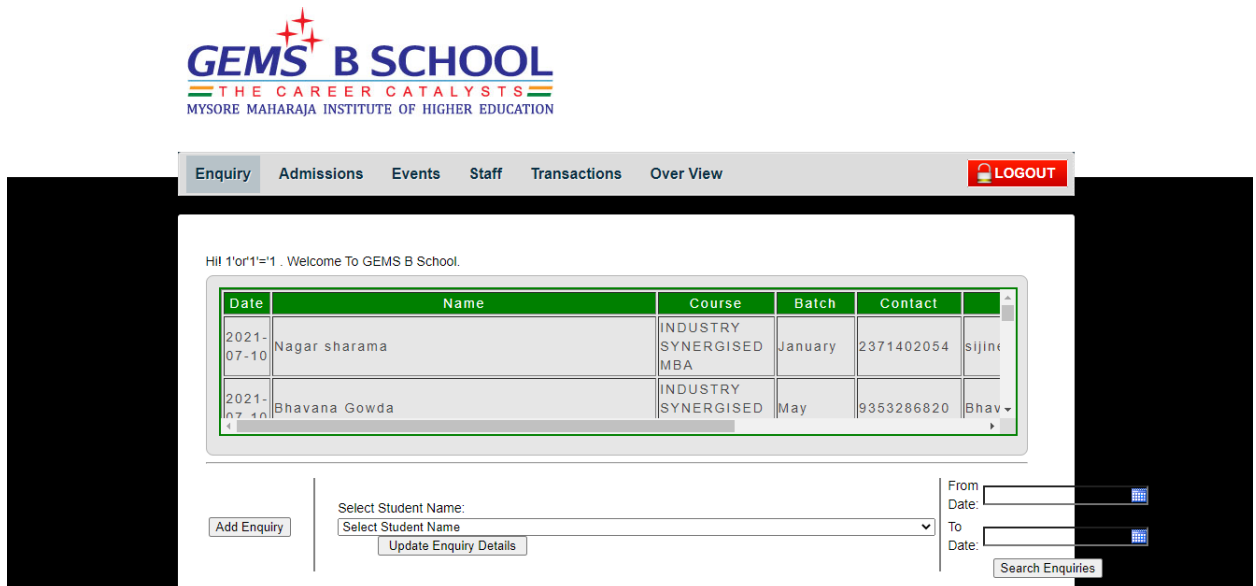 GEMS B SCHOOL
THE CAREER CATALYSTS
MYSORE MAHARAJA INSTITUTE OF HIGHER EDUCATION
Enquiry Admissions Events Staff Transactions Over View LOGOUT
Hi! 1'or'1'='1 . Welcome To GEMS B School.
Date Name Course Batch Contact
2021-07-10 Nagar sharama INDUSTRY SYNERGISED MBA January 2371402054 sijine
2021-07-10 Bhavana Gowda INDUSTRY SYNERGISED May 9353286820 Bhav
Add Enquiry
Select Student Name:
Select Student Name
Update Enquiry Details
From Date:
To Date:
Search Enquiries